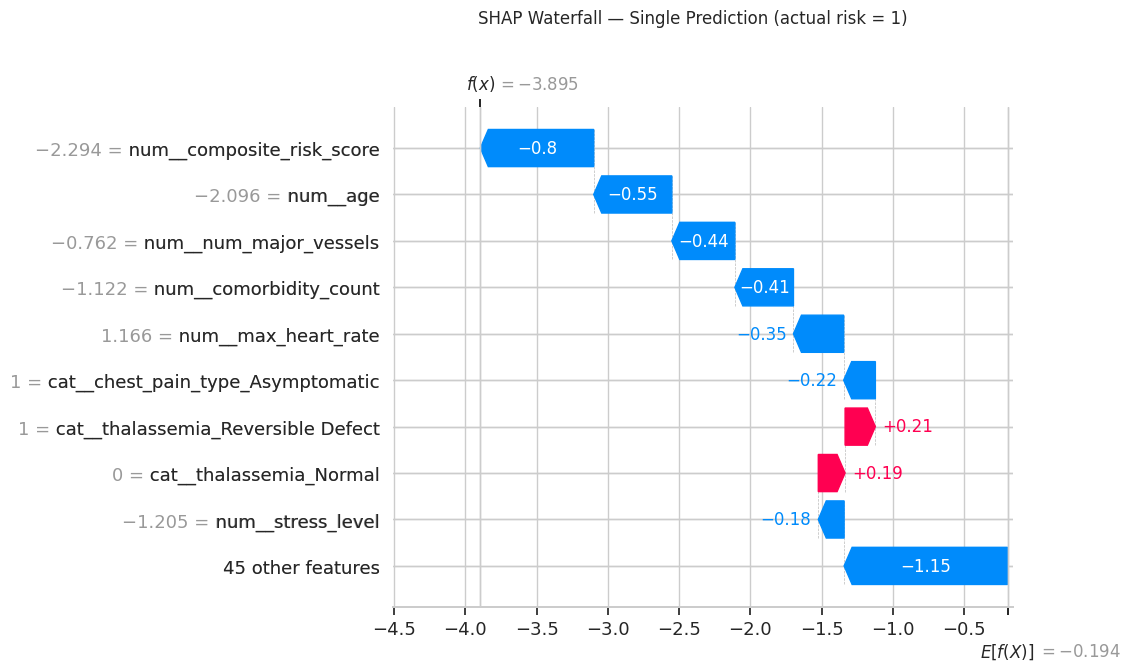 SHAP Waterfall — Single Prediction (actual risk = 1)
f(x) = −3.895
−2.294 = num__composite_risk_score
−0.8
−2.096 = num__age
−0.55
−0.762 = num__num_major_vessels
−0.44
−1.122 = num__comorbidity_count
−0.41
1.166 = num__max_heart_rate
−0.35
1 = cat__chest_pain_type_Asymptomatic
−0.22
1 = cat__thalassemia_Reversible Defect
+0.21
0 = cat__thalassemia_Normal
+0.19
−1.205 = num__stress_level
−0.18
45 other features
−1.15
−4.5 −4.0 −3.5 −3.0 −2.5 −2.0 −1.5 −1.0 −0.5
E[f(X)] = −0.194